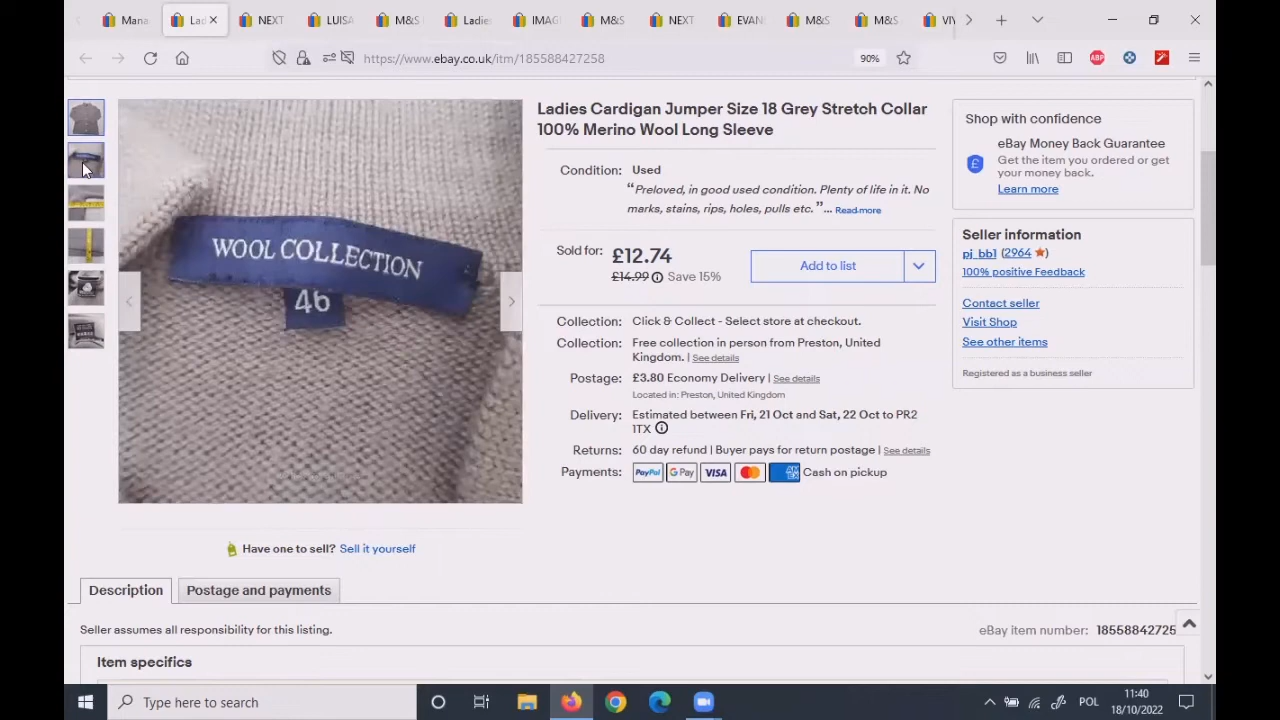 Mana
Lad
NEXT
LUISA
M&S
Ladie
IMAG
M&S
NEXT
EVAN
M&S
M&S
VIY
https://www.ebay.co.uk/itm/185588427258
90%
ABP
WOOL COLLECTION
46
Have one to sell? Sell it yourself
Ladies Cardigan Jumper Size 18 Grey Stretch Collar
100% Merino Wool Long Sleeve
Condition: Used
“Preloved, in good used condition. Plenty of life in it. No
marks, stains, rips, holes, pulls etc. ”... Read more
Sold for: £12.74
£14.99 Save 15%
Add to list
Collection: Click & Collect - Select store at checkout.
Collection: Free collection in person from Preston, United
Kingdom. | See details
Postage: £3.80 Economy Delivery | See details
Located in: Preston, United Kingdom
Delivery: Estimated between Fri, 21 Oct and Sat, 22 Oct to PR2
1TX
Returns: 60 day refund | Buyer pays for return postage | See details
Payments: PayPal G Pay VISA Cash on pickup
Shop with confidence
eBay Money Back Guarantee
Get the item you ordered or get
your money back.
Learn more
Seller information
pj_bb1 (2964)
100% positive Feedback
Contact seller
Visit Shop
See other items
Registered as a business seller
Description
Postage and payments
Seller assumes all responsibility for this listing.
eBay item number: 18558842725
Item specifics
Type here to search
POL
11:40
18/10/2022